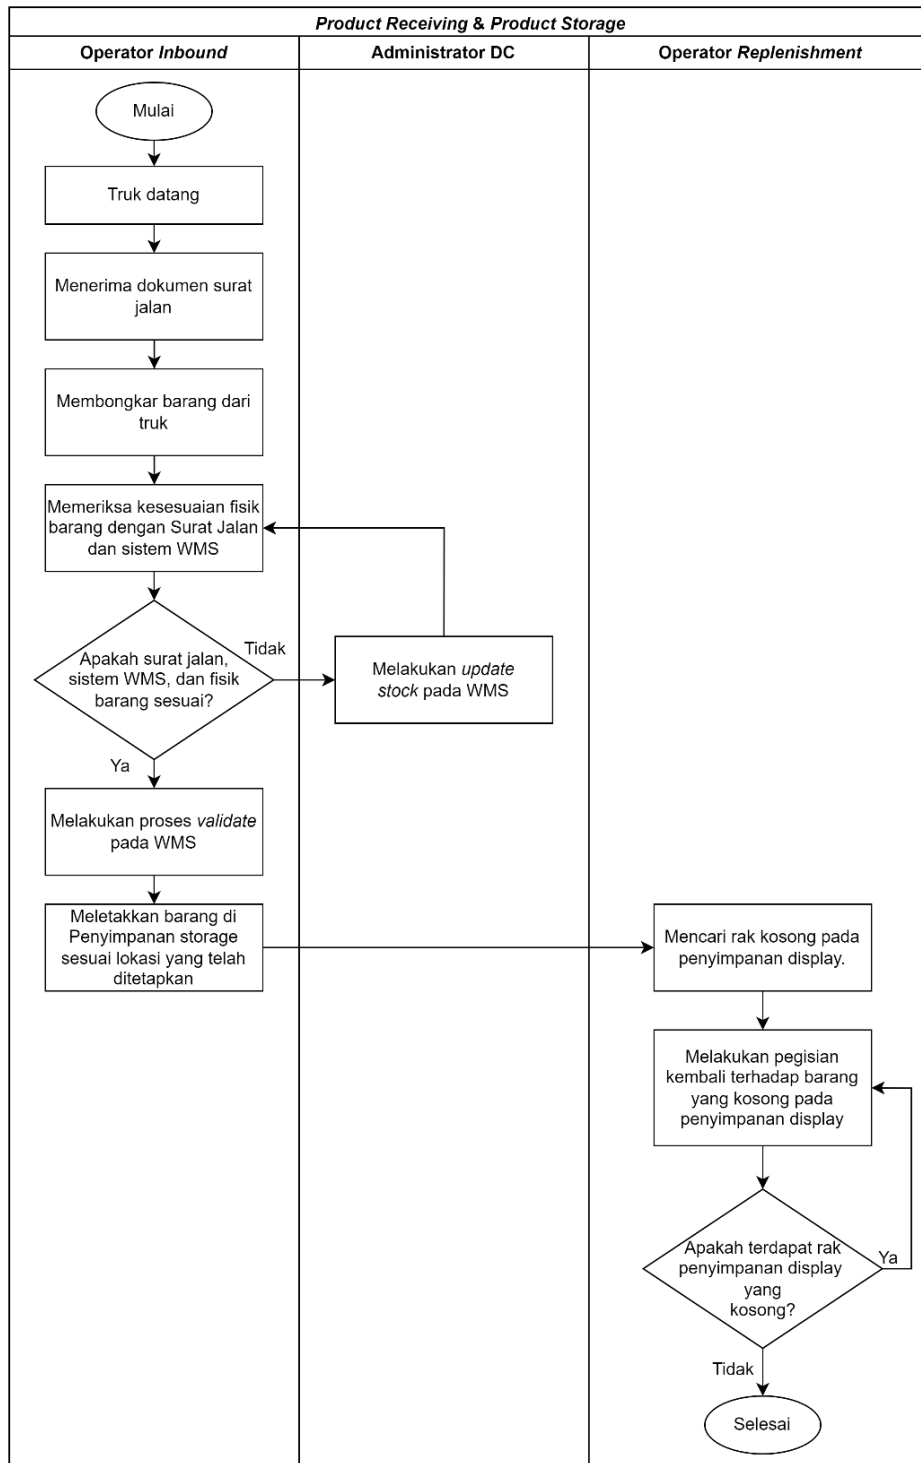 Product Receiving & Product Storage
Operator Inbound
Administrator DC
Operator Replenishment
Mulai
Truk datang
Menerima dokumen surat
jalan
Membongkar barang dari
truk
Memeriksa kesesuaian fisik
barang dengan Surat Jalan
dan sistem WMS
Apakah surat jalan,
sistem WMS, dan fisik
barang sesuai?
Tidak
Melakukan update
stock pada WMS
Ya
Melakukan proses validate
pada WMS
Meletakkan barang di
Penyimpanan storage
sesuai lokasi yang telah
ditetapkan
Mencari rak kosong pada
penyimpanan display.
Melakukan pegisian
kembali terhadap barang
yang kosong pada
penyimpanan display
Apakah terdapat rak
penyimpanan display
yang
kosong?
Ya
Tidak
Selesai